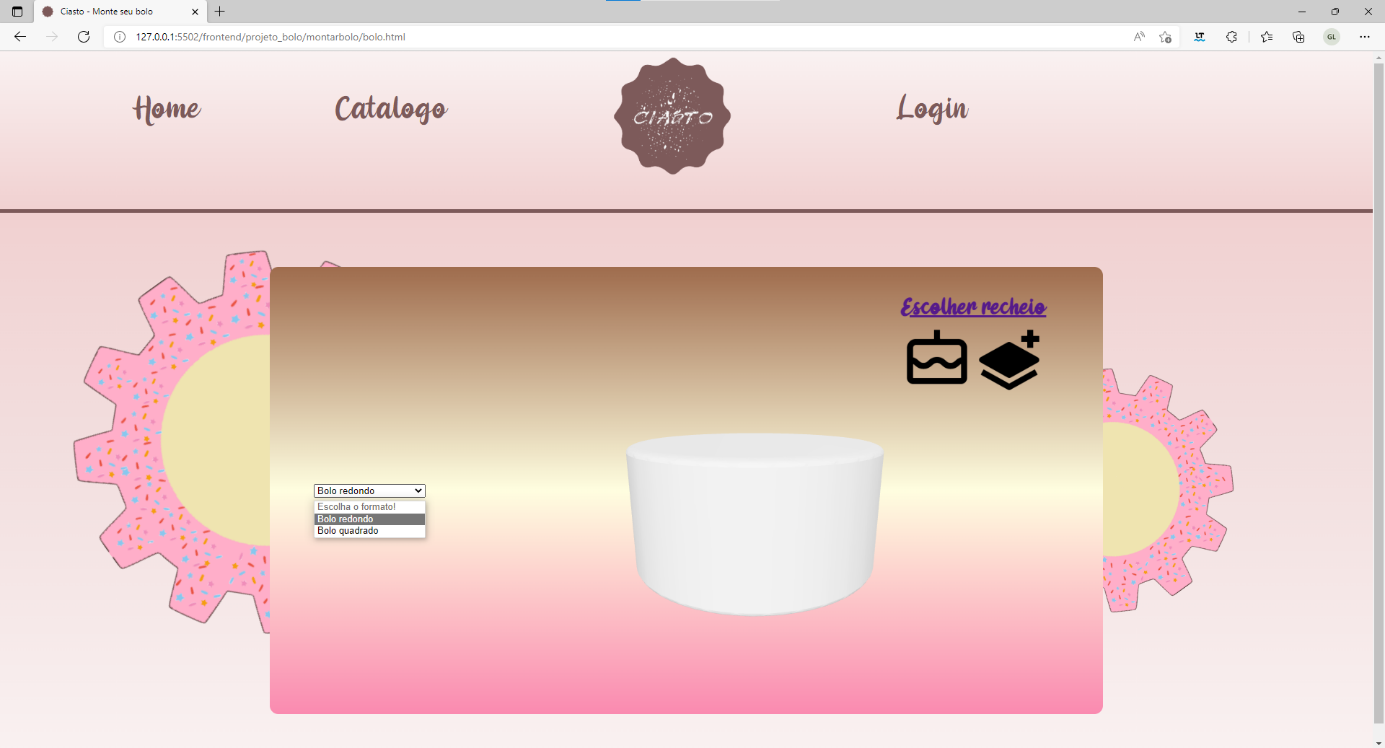 Ciasto - Monte seu bolo
127.0.0.1:5502/frontend/projeto_bolo/montarbolo/bolo.html
A
LT
GL
Home
Catalogo
CIASTO
Login
Escolher recheio
Bolo redondo
Escolha o formato!
Bolo redondo
Bolo quadrado